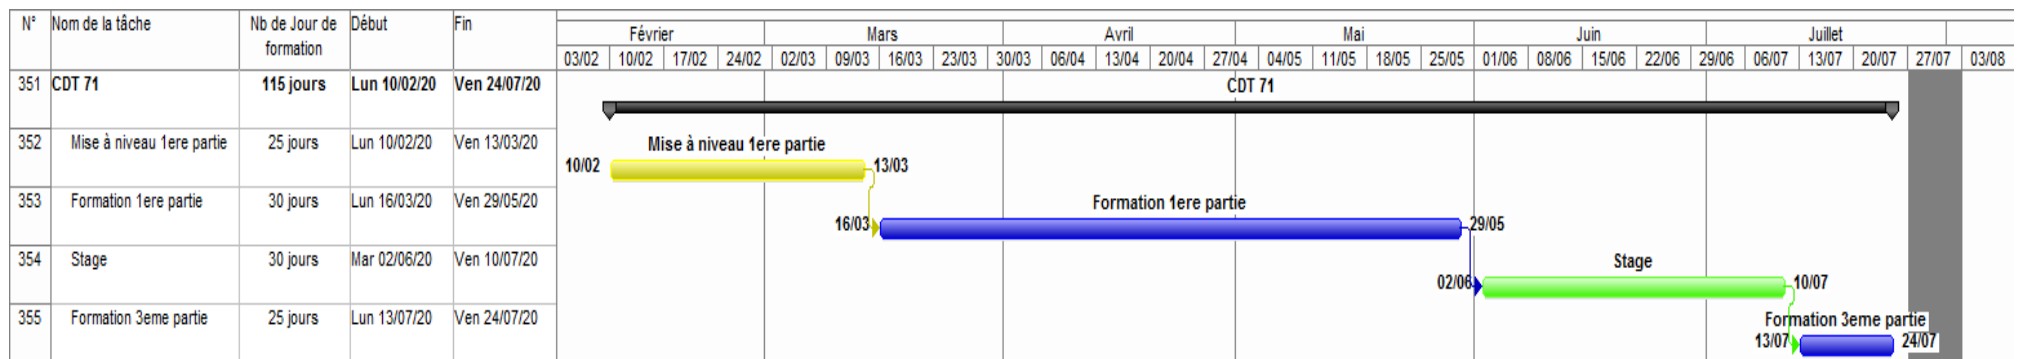 N° Nom de la tâche Nb de Jour de formation Début Fin
Février Mars Avril Mai Juin Juillet
03/02 10/02 17/02 24/02 02/03 09/03 16/03 23/03 30/03 06/04 13/04 20/04 27/04 04/05 11/05 18/05 25/05 01/06 08/06 15/06 22/06 29/06 06/07 13/07 20/07 27/07 03/08
351 CDT 71 115 jours Lun 10/02/20 Ven 24/07/20 CDT 71
352 Mise à niveau 1ere partie 25 jours Lun 10/02/20 Ven 13/03/20 Mise à niveau 1ere partie
10/02 13/03
353 Formation 1ere partie 30 jours Lun 16/03/20 Ven 29/05/20 Formation 1ere partie
16/03 29/05
354 Stage 30 jours Mar 02/06/20 Ven 10/07/20 Stage
02/06 10/07
355 Formation 3eme partie 25 jours Lun 13/07/20 Ven 24/07/20 Formation 3eme partie
13/07 24/07